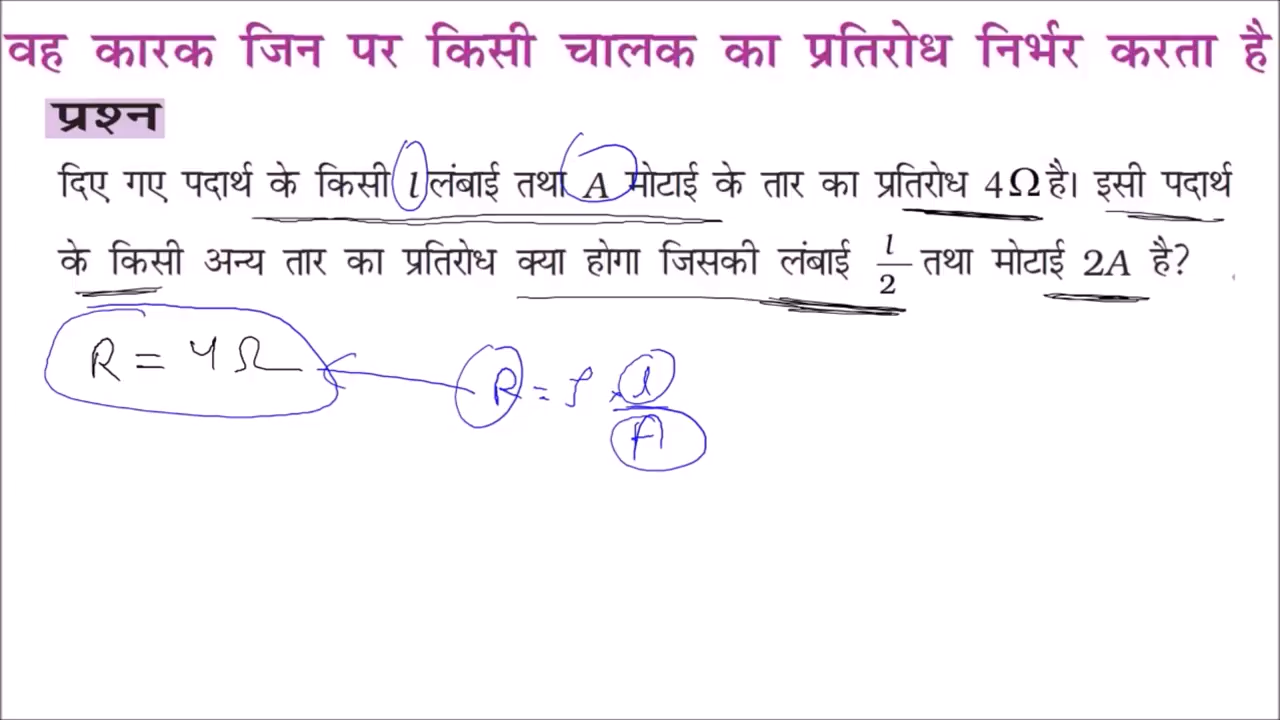 वह कारक जिन पर किसी चालक का प्रतिरोध निर्भर करता है
प्रश्न
दिए गए पदार्थ के किसी l लंबाई तथा A मोटाई के तार का प्रतिरोध 4Ω है। इसी पदार्थ
के किसी अन्य तार का प्रतिरोध क्या होगा जिसकी लंबाई l/2 तथा मोटाई 2A है?
R = 4Ω
R = ρ × l/A